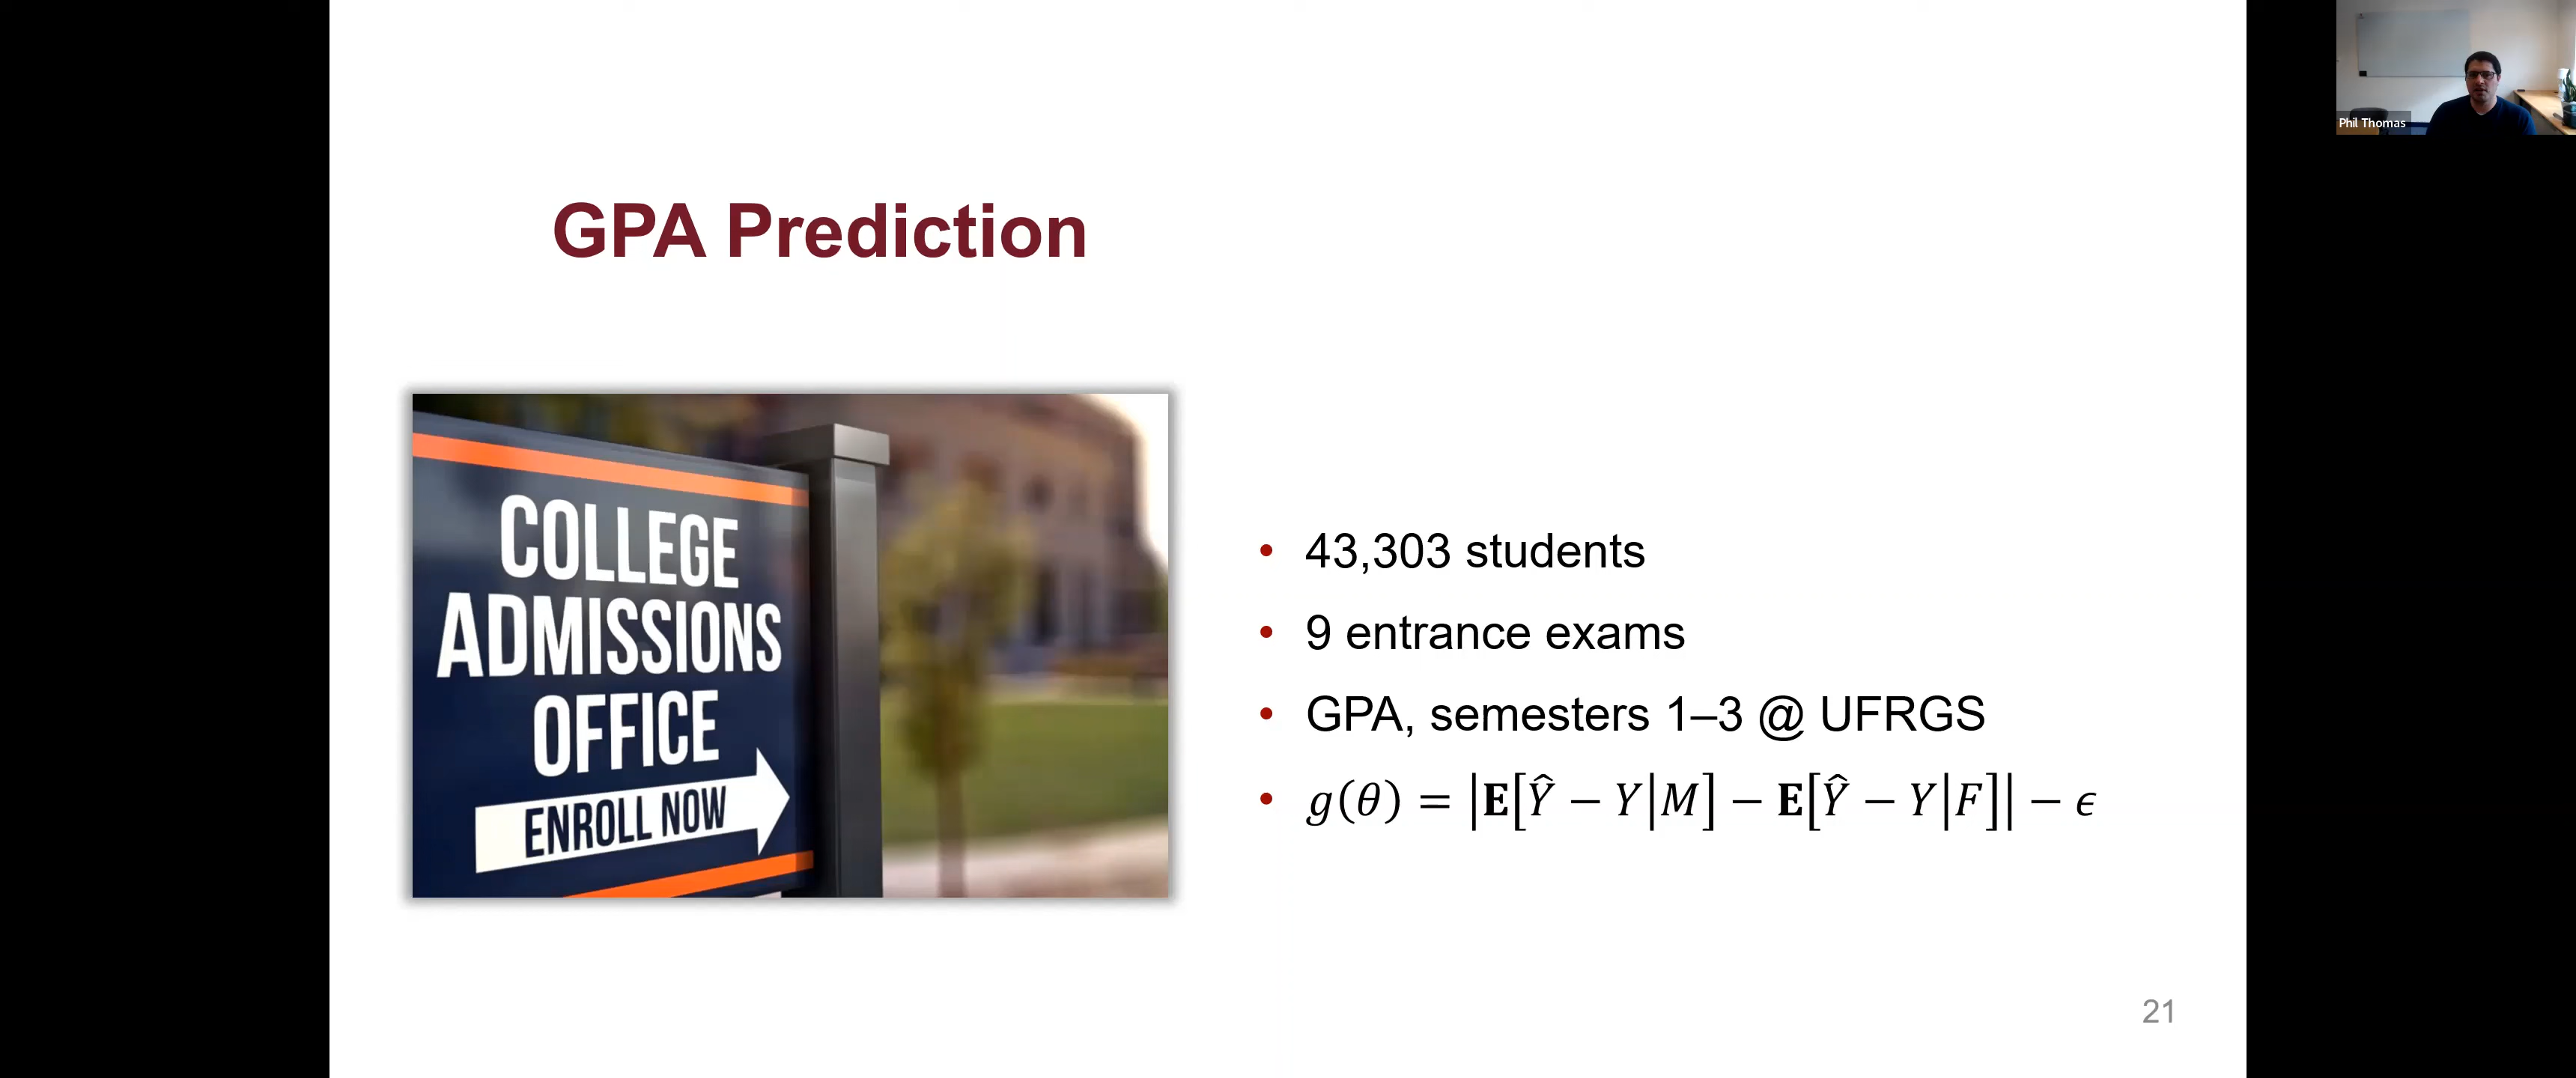 Phil Thomas
GPA Prediction
COLLEGE
ADMISSIONS
OFFICE
ENROLL NOW
• 43,303 students
• 9 entrance exams
• GPA, semesters 1–3 @ UFRGS
• g(θ) = |𝐄[Ŷ − Y|M] − 𝐄[Ŷ − Y|F]| − ϵ
21